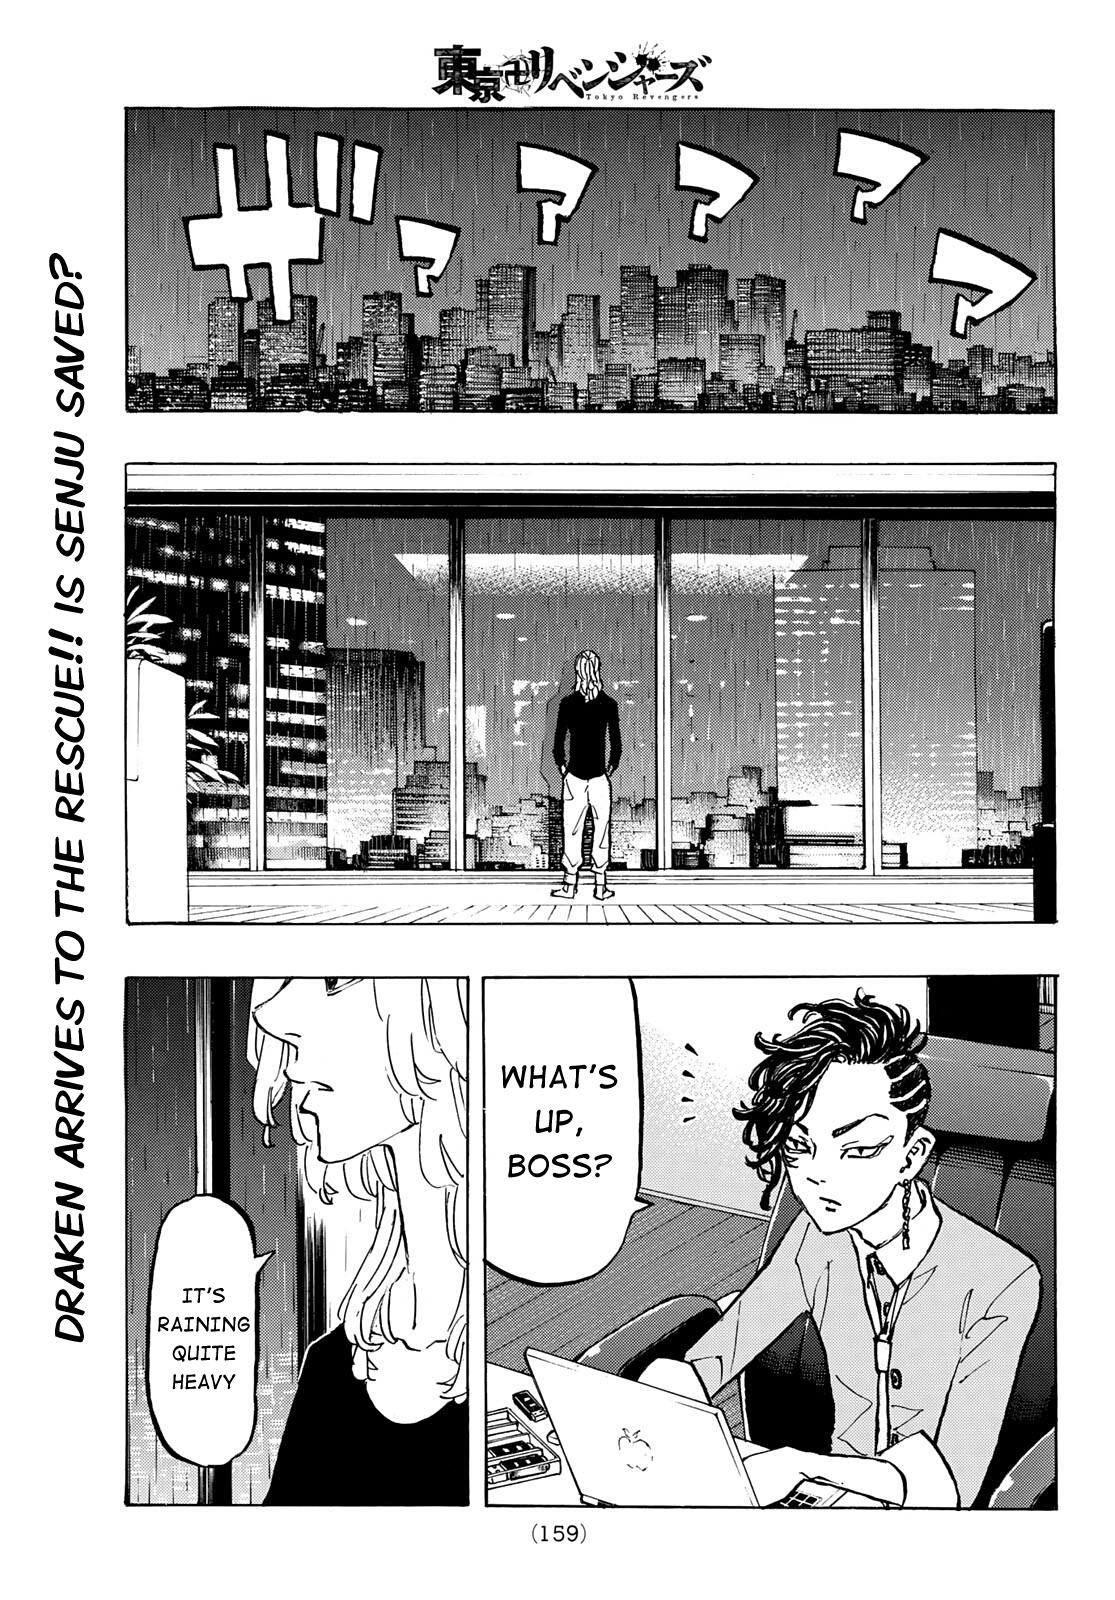 東京卍リベンジャーズ
Tokyo Revengers
DRAKEN ARRIVES TO THE RESCUE!! IS SENJU SAVED?
ザァァァァァ
WHAT'S
UP,
BOSS?
IT'S
RAINING
QUITE
HEAVY
(159)